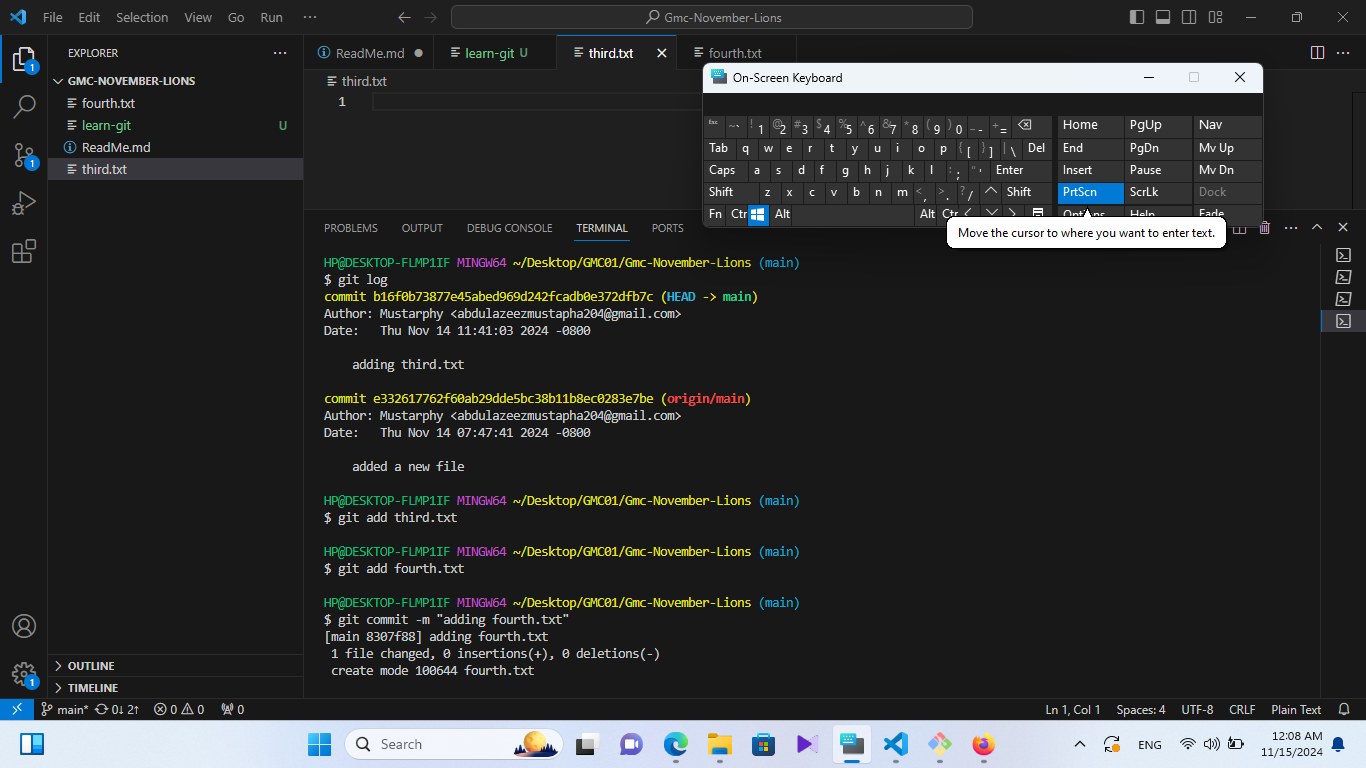 File Edit Selection View Go Run ··· Gmc-November-Lions
EXPLORER ···
GMC-NOVEMBER-LIONS
fourth.txt
learn-git U
ReadMe.md
third.txt
OUTLINE
TIMELINE
ReadMe.md learn-git U third.txt fourth.txt
third.txt
1
On-Screen Keyboard
Esc ~ ` ! 1 @ 2 # 3 $ 4 % 5 ^ 6 & 7 * 8 ( 9 ) 0 _ - + = Home PgUp Nav
Tab q w e r t y u i o p { [ } ] | \ Del End PgDn Mv Up
Caps a s d f g h j k l : ; " ' Enter Insert Pause Mv Dn
Shift z x c v b n m < , > . ? / Shift PrtScn ScrLk Dock
Fn Ctr Alt Alt Ctr Options Help Fade
Move the cursor to where you want to enter text.
PROBLEMS OUTPUT DEBUG CONSOLE TERMINAL PORTS
HP@DESKTOP-FLMP1IF MINGW64 ~/Desktop/GMC01/Gmc-November-Lions (main)
$ git log
commit b16f0b73877e45abed969d242fcadb0e372dfb7c (HEAD -> main)
Author: Mustarphy <abdulazeezmustapha204@gmail.com>
Date:   Thu Nov 14 11:41:03 2024 -0800
adding third.txt
commit e332617762f60ab29dde5bc38b11b8ec0283e7be (origin/main)
Author: Mustarphy <abdulazeezmustapha204@gmail.com>
Date:   Thu Nov 14 07:47:41 2024 -0800
added a new file
HP@DESKTOP-FLMP1IF MINGW64 ~/Desktop/GMC01/Gmc-November-Lions (main)
$ git add third.txt
HP@DESKTOP-FLMP1IF MINGW64 ~/Desktop/GMC01/Gmc-November-Lions (main)
$ git add fourth.txt
HP@DESKTOP-FLMP1IF MINGW64 ~/Desktop/GMC01/Gmc-November-Lions (main)
$ git commit -m "adding fourth.txt"
[main 8307f88] adding fourth.txt
1 file changed, 0 insertions(+), 0 deletions(-)
create mode 100644 fourth.txt
1
1
1
main* 0↓ 2↑ 0 0 0 Ln 1, Col 1 Spaces: 4 UTF-8 CRLF Plain Text
Search ENG 12:08 AM
11/15/2024